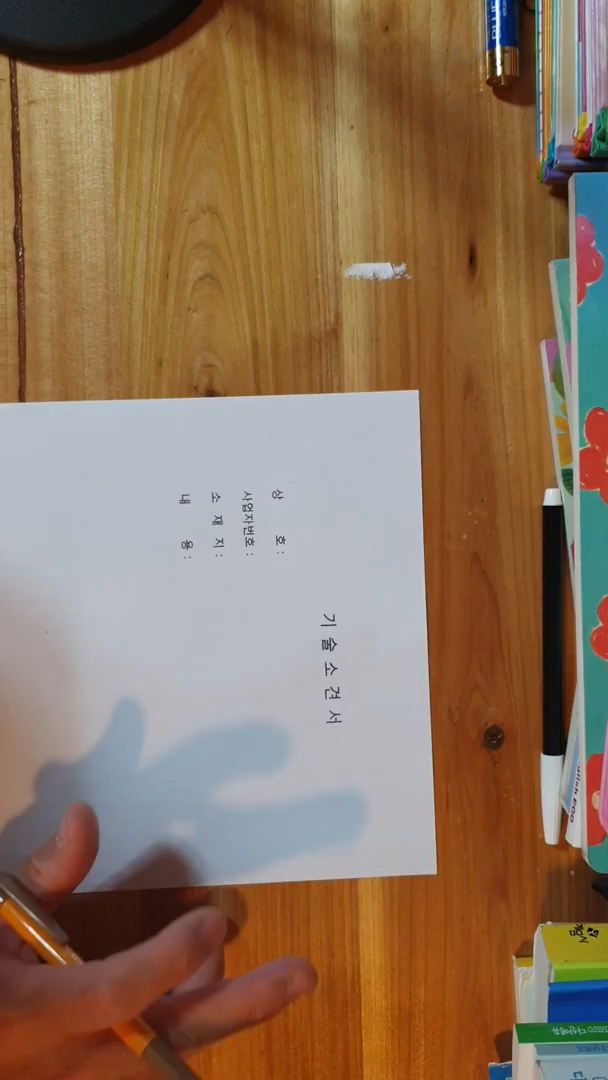 기 술 소 견 서
상 호 :
사업자번호 :
소 재 지 :
내 용 :